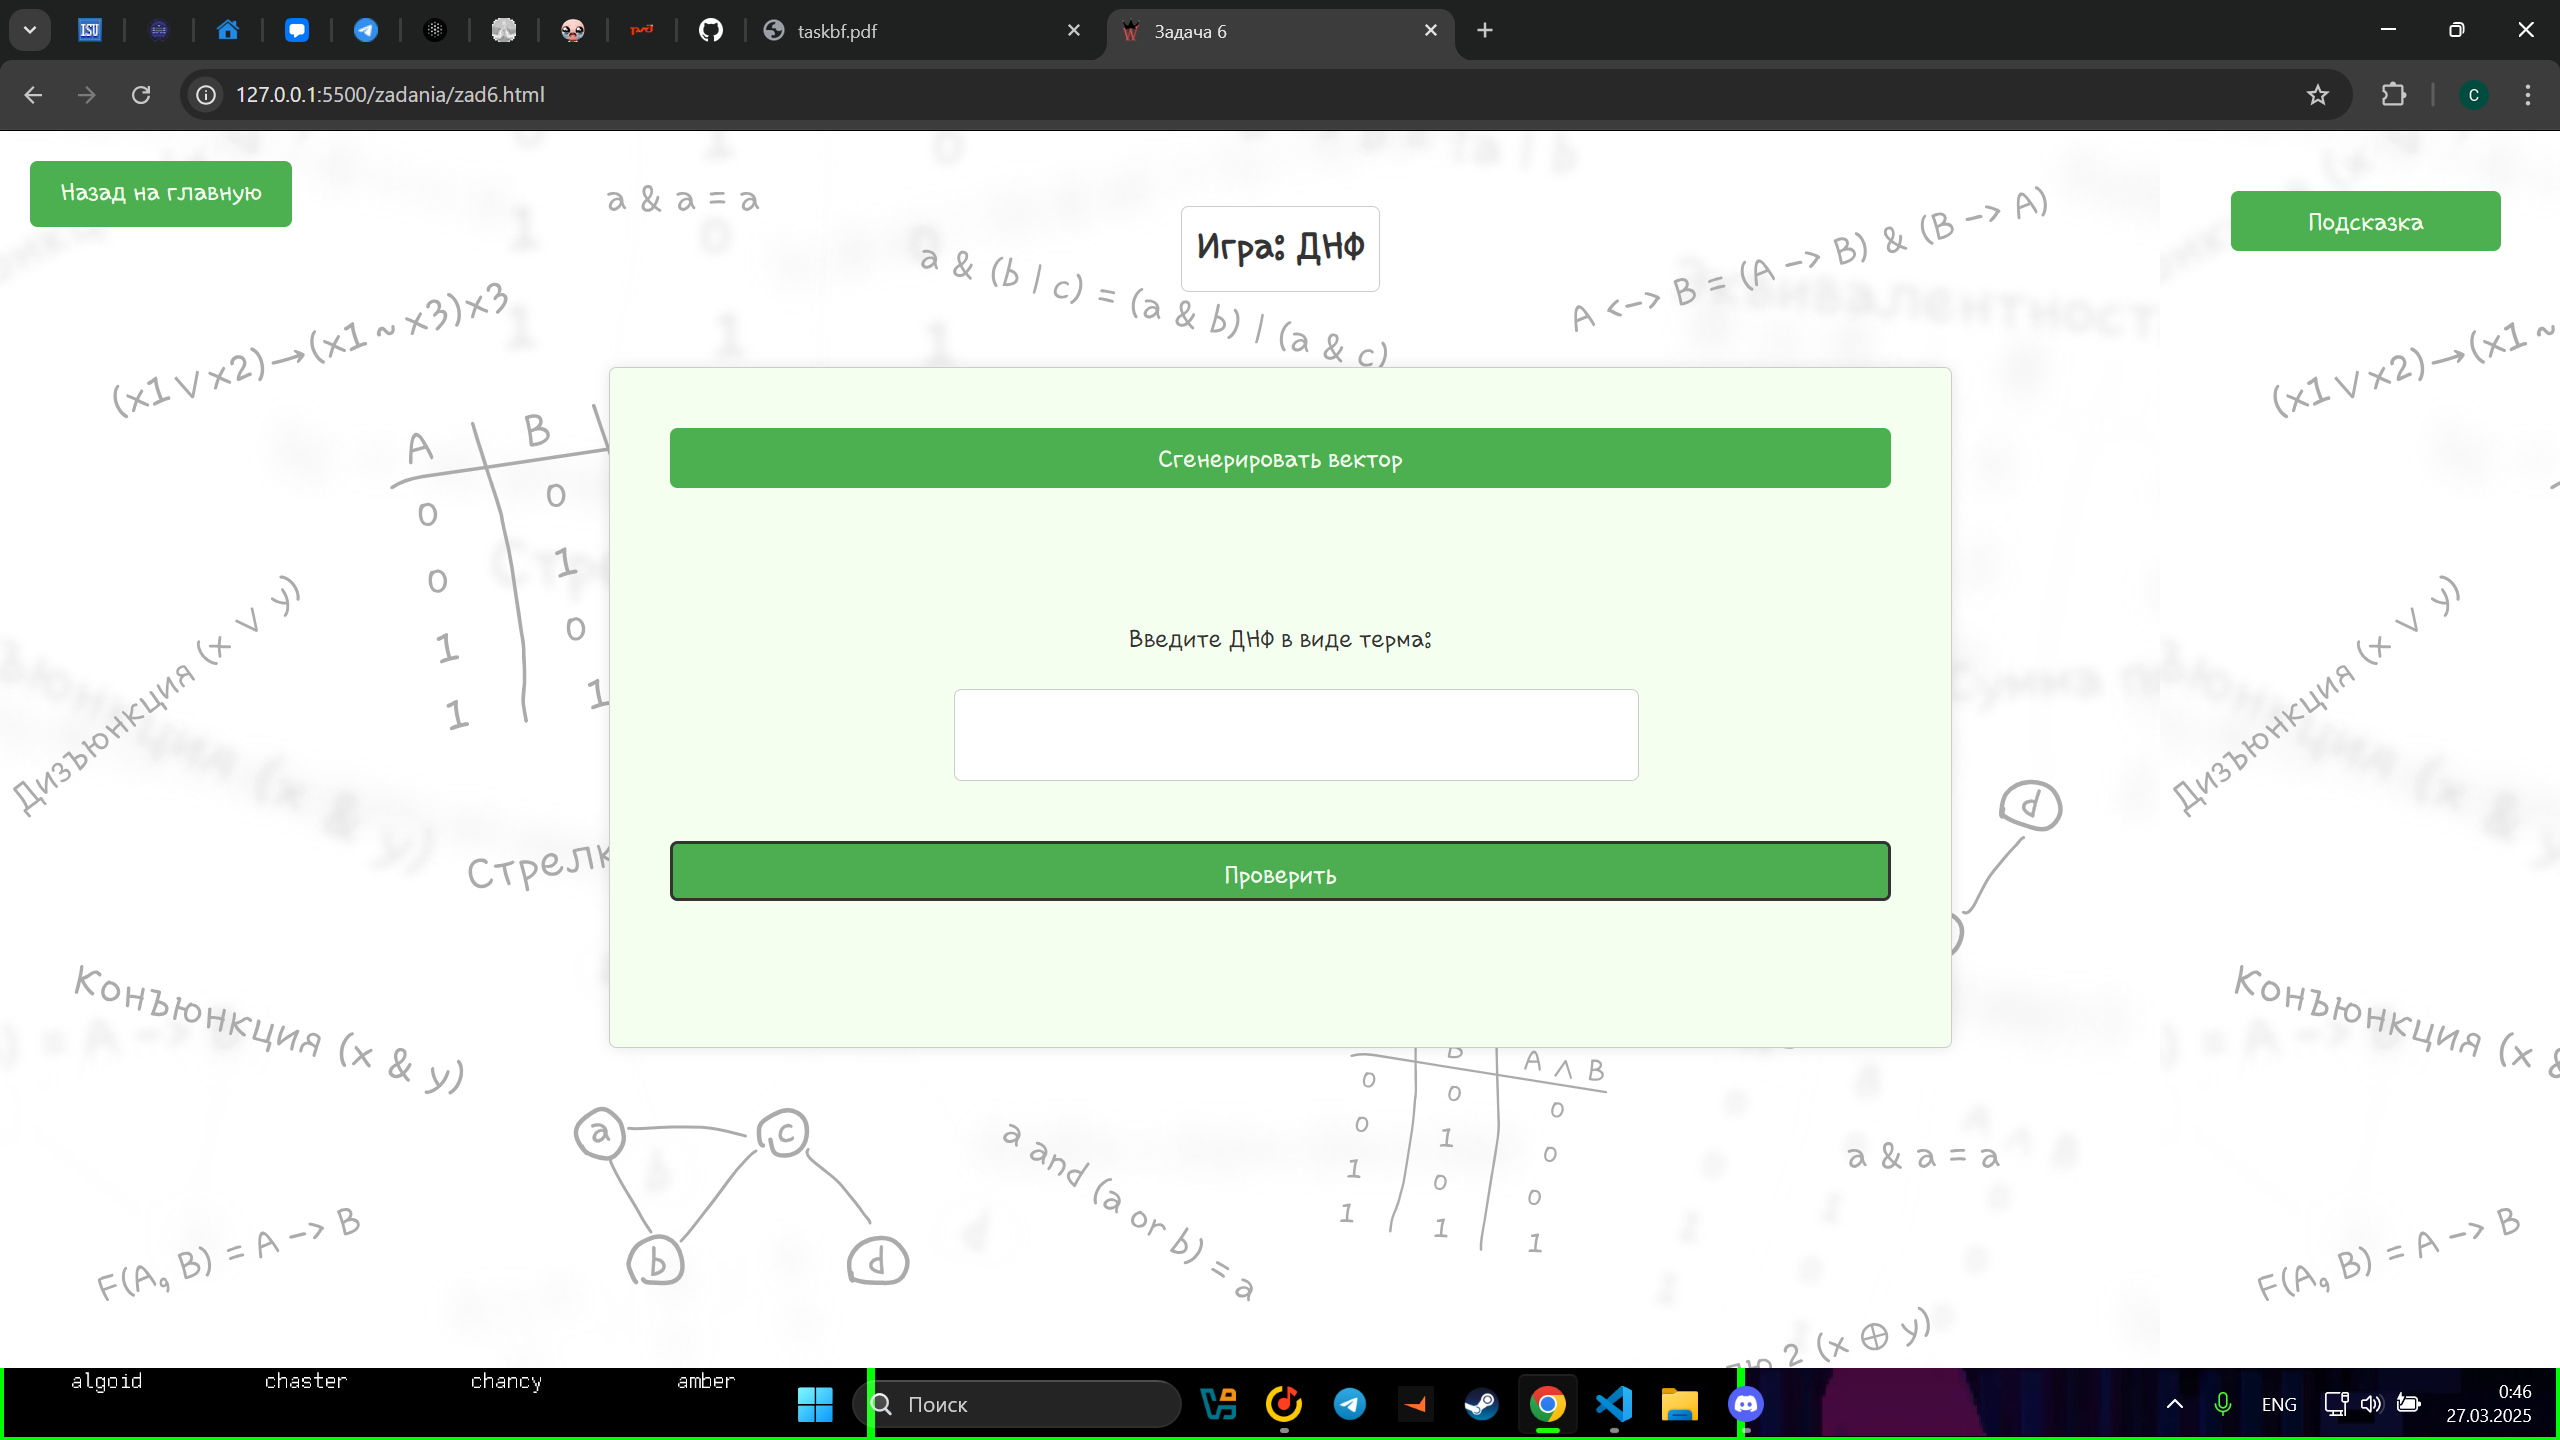 ISU
taskbf.pdf
Задача 6
127.0.0.1:5500/zadania/zad6.html
C
Назад на главную
Подсказка
Игра: ДНФ
a & a = a
a & (b | c) = (a & b) | (a & c)
A <-> B = (A -> B) & (B -> A)
(x1 ∨ x2)→(x1 ~ x3)x3
(x1 ∨ x2)→(x1 ~
A B
0 0
0 1
1 0
1 1
Сгенерировать вектор
Введите ДНФ в виде терма:
Проверить
Дизъюнкция (x ∨ y)
Дизъюнкция (x ∨ y)
d
Стрелк
Конъюнкция (x & y)
Конъюнкция (x &
B A ∧ B
0 0 0
0 1 0
1 0 0
1 1 1
a c
b d
a and (a or b) = a
a & a = a
F(A, B) = A -> B
F(A, B) = A -> B
2 (x ⊕ y)
algoid chaster chancy amber
Поиск
ENG
0:46
27.03.2025